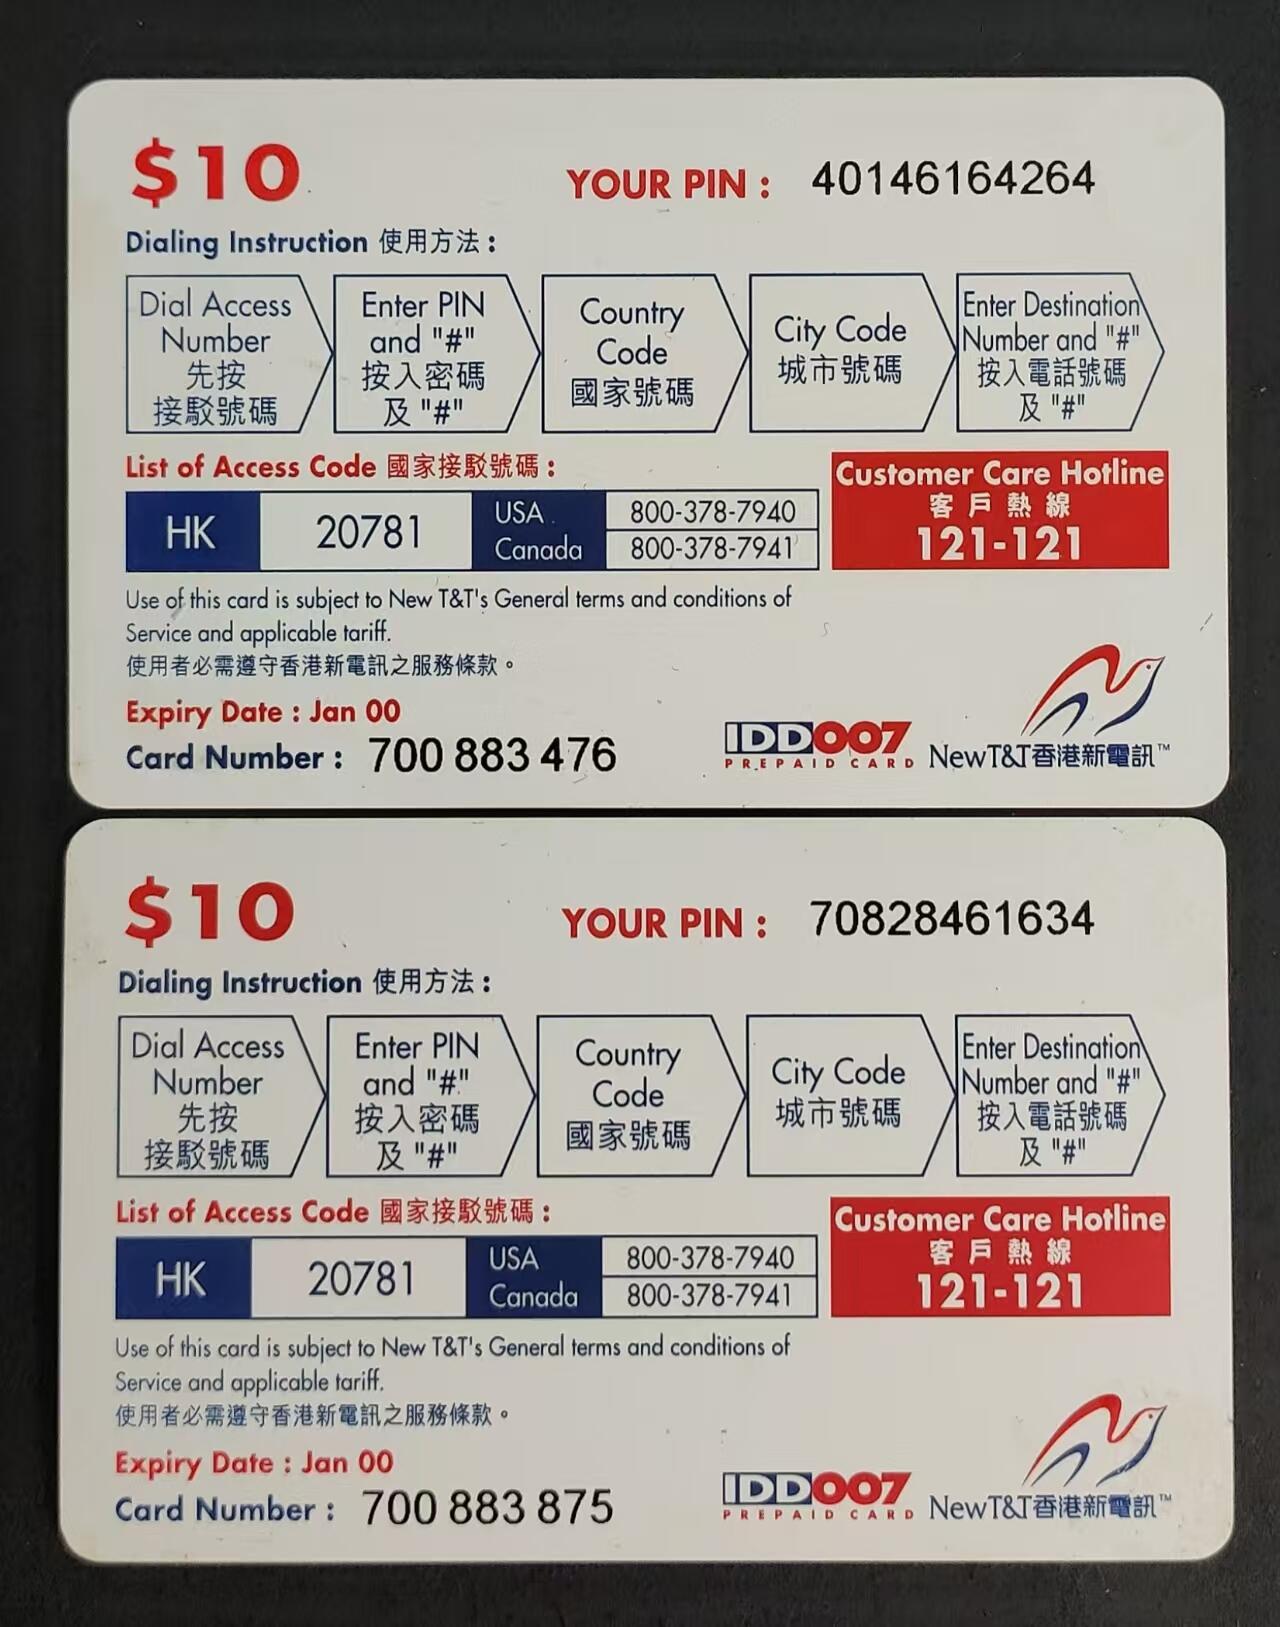 $10
YOUR PIN : 40146164264
Dialing Instruction 使用方法 :
Dial Access
Number
先按
接駁號碼
Enter PIN
and "#"
按入密碼
及 "#"
Country
Code
國家號碼
City Code
城市號碼
Enter Destination
Number and "#"
按入電話號碼
及 "#"
List of Access Code 國家接駁號碼 :
HK
20781
USA
800-378-7940
Canada
800-378-7941
Customer Care Hotline
客戶熱線
121-121
Use of this card is subject to New T&T's General terms and conditions of
Service and applicable tariff.
使用者必需遵守香港新電訊之服務條款。
Expiry Date : Jan 00
Card Number : 700 883 476
IDD007
PREPAID CARD
New T&T香港新電訊™
$10
YOUR PIN : 70828461634
Dialing Instruction 使用方法 :
Dial Access
Number
先按
接駁號碼
Enter PIN
and "#"
按入密碼
及 "#"
Country
Code
國家號碼
City Code
城市號碼
Enter Destination
Number and "#"
按入電話號碼
及 "#"
List of Access Code 國家接駁號碼 :
HK
20781
USA
800-378-7940
Canada
800-378-7941
Customer Care Hotline
客戶熱線
121-121
Use of this card is subject to New T&T's General terms and conditions of
Service and applicable tariff.
使用者必需遵守香港新電訊之服務條款。
Expiry Date : Jan 00
Card Number : 700 883 875
IDD007
PREPAID CARD
New T&T香港新電訊™